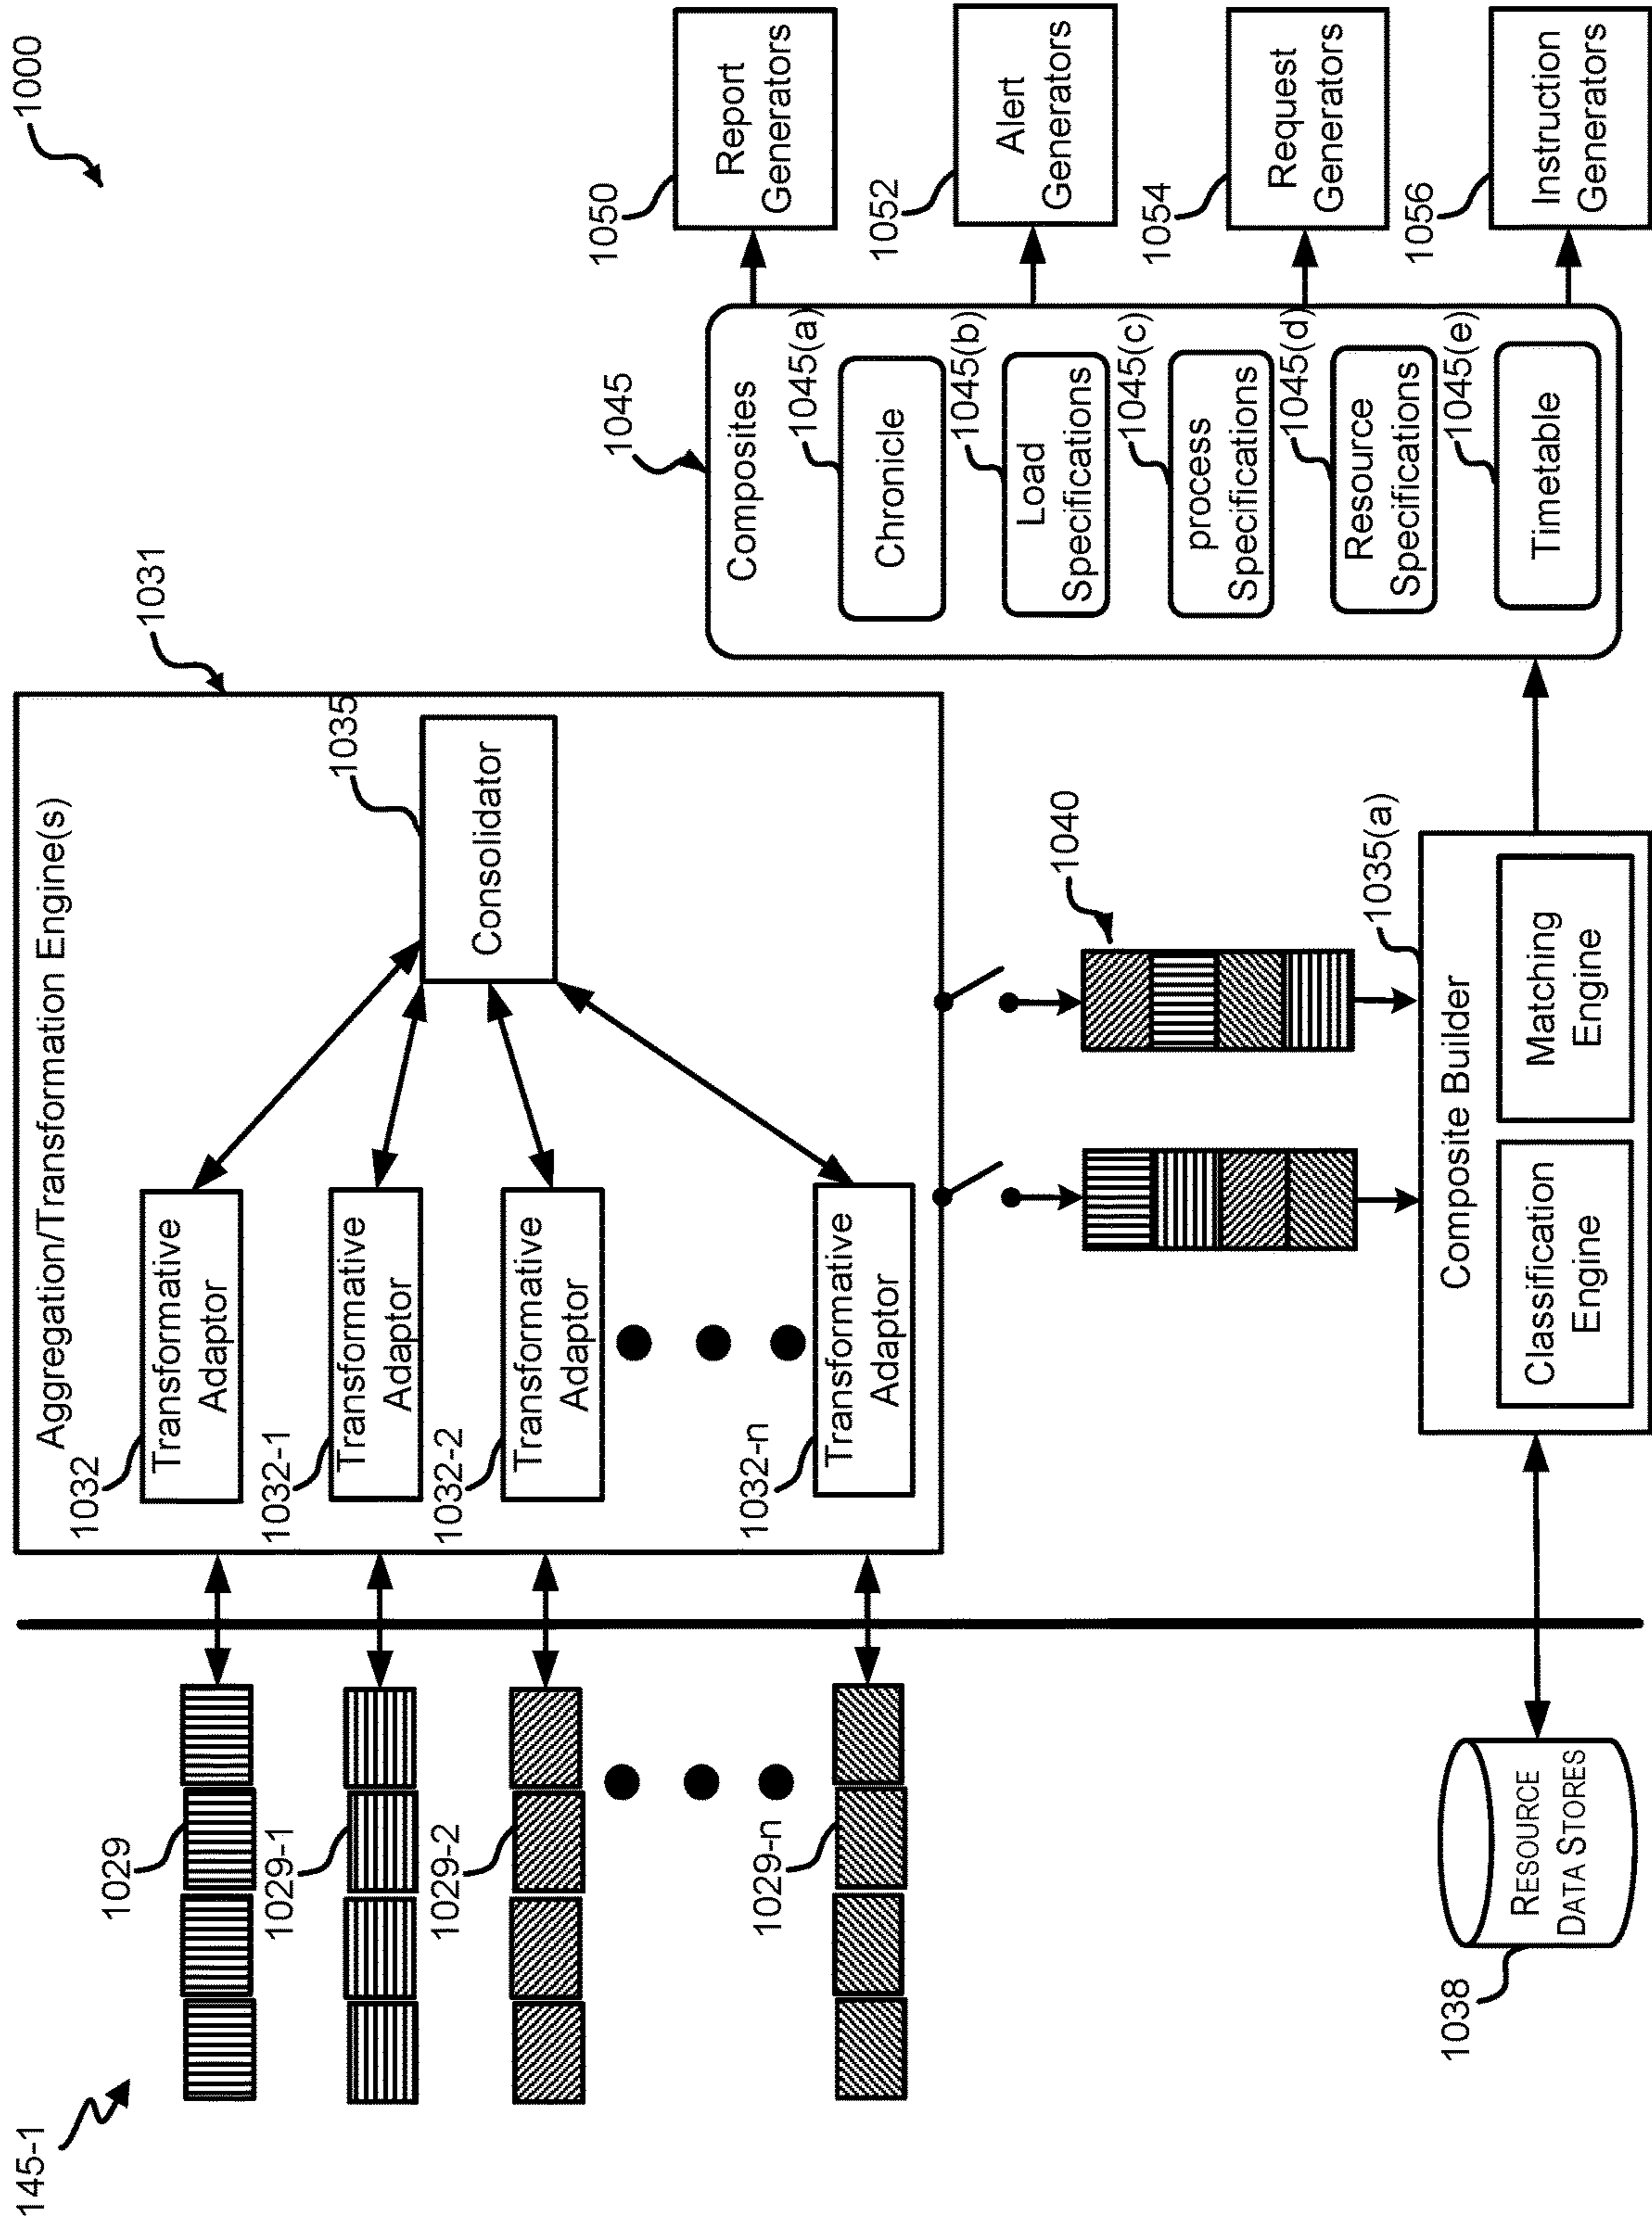 1000
145-1
1029
1029-1
1029-2
1029-n
1031
Aggregation/Transformation Engine(s)
1032
Transformative
Adaptor
1032-1
Transformative
Adaptor
1032-2
Transformative
Adaptor
1032-n
Transformative
Adaptor
1035
Consolidator
1040
1038
RESOURCE
DATA STORES
1035(a)
Composite Builder
Classification
Engine
Matching
Engine
1045
Composites
1045(a)
Chronicle
1045(b)
Load
Specifications
1045(c)
process
Specifications
1045(d)
Resource
Specifications
1045(e)
Timetable
1050
Report
Generators
1052
Alert
Generators
1054
Request
Generators
1056
Instruction
Generators